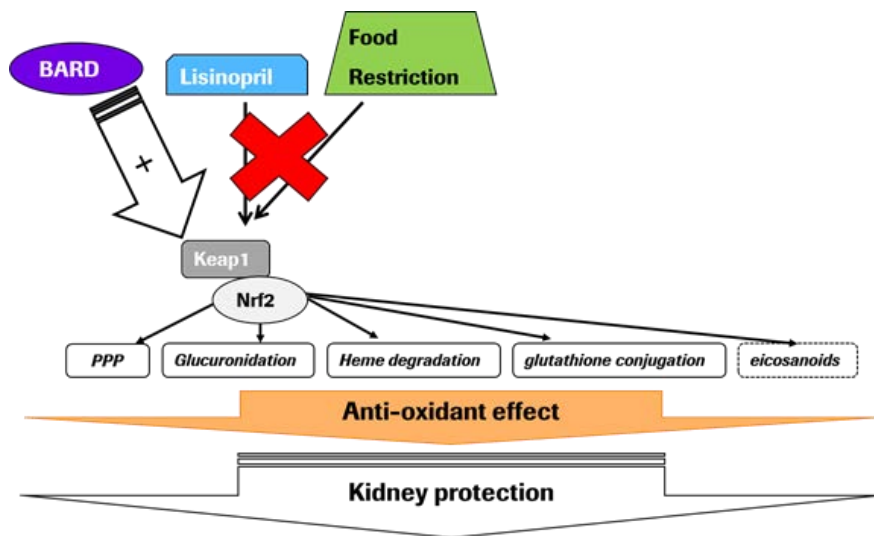 BARD
Lisinopril
Food
Restriction
+
Keap1
Nrf2
PPP
Glucuronidation
Heme degradation
glutathione conjugation
eicosanoids
Anti-oxidant effect
Kidney protection